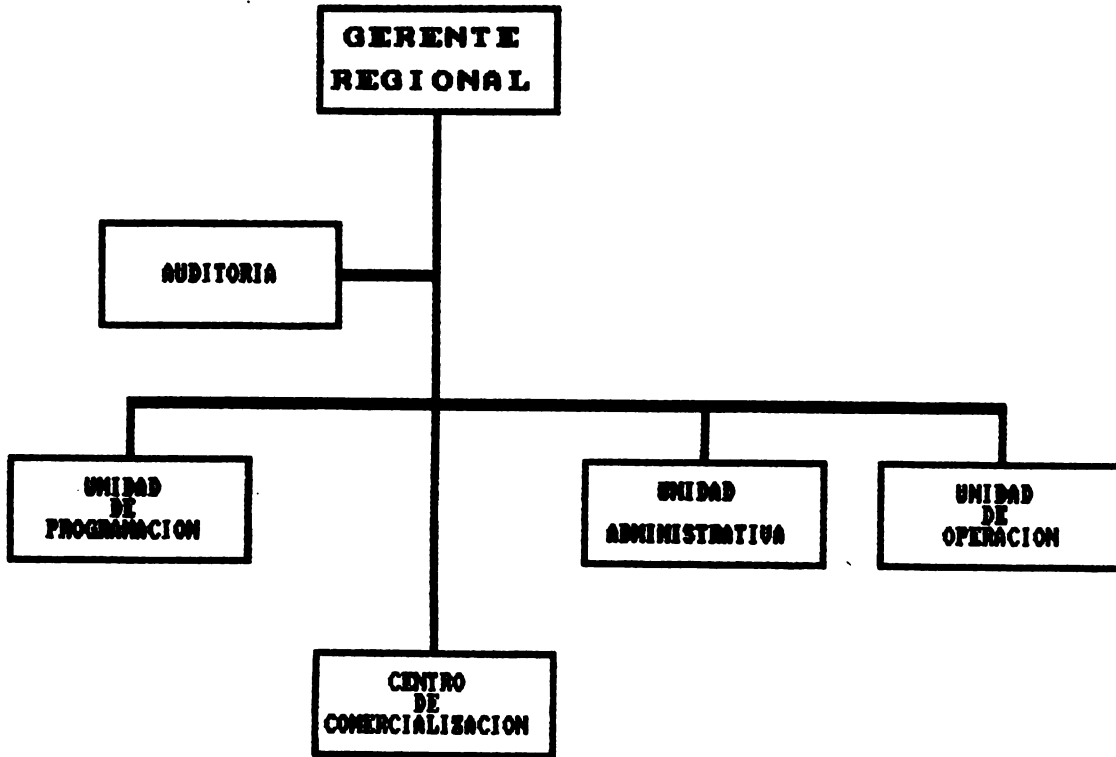 GERENTE
REGIONAL
AUDITORIA
UNIDAD
DE
PROGRAMACION
UNIDAD
ADMINISTRATIVA
UNIDAD
DE
OPERACION
CENTRO
DE
COMERCIALIZACION